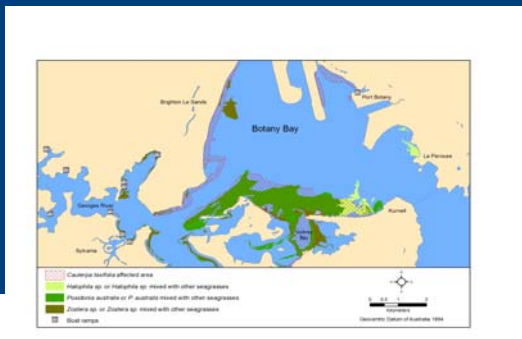 Brighton Le Sands
Port Botany
Botany Bay
La Perouse
Georges River
Kurnell
Sylvania
Caulerpa taxifolia affected area
Halophila sp. or Halophila sp. mixed with other seagrasses
Posidonia australis or P. australis mixed with other seagrasses
Zostera sp. or Zostera sp. mixed with other seagrasses
Boat ramps
Kilometers
Geocentric Datum of Australia 1994